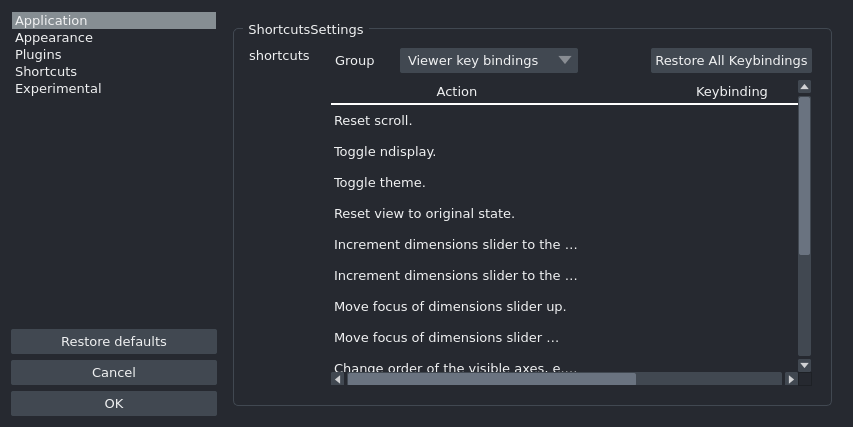 Application
Appearance
Plugins
Shortcuts
Experimental
Restore defaults
Cancel
OK
ShortcutsSettings
shortcuts
Group
Viewer key bindings
Restore All Keybindings
Action
Keybinding
Reset scroll.
Toggle ndisplay.
Toggle theme.
Reset view to original state.
Increment dimensions slider to the ...
Increment dimensions slider to the ...
Move focus of dimensions slider up.
Move focus of dimensions slider ...
Change order of the visible axes, e....